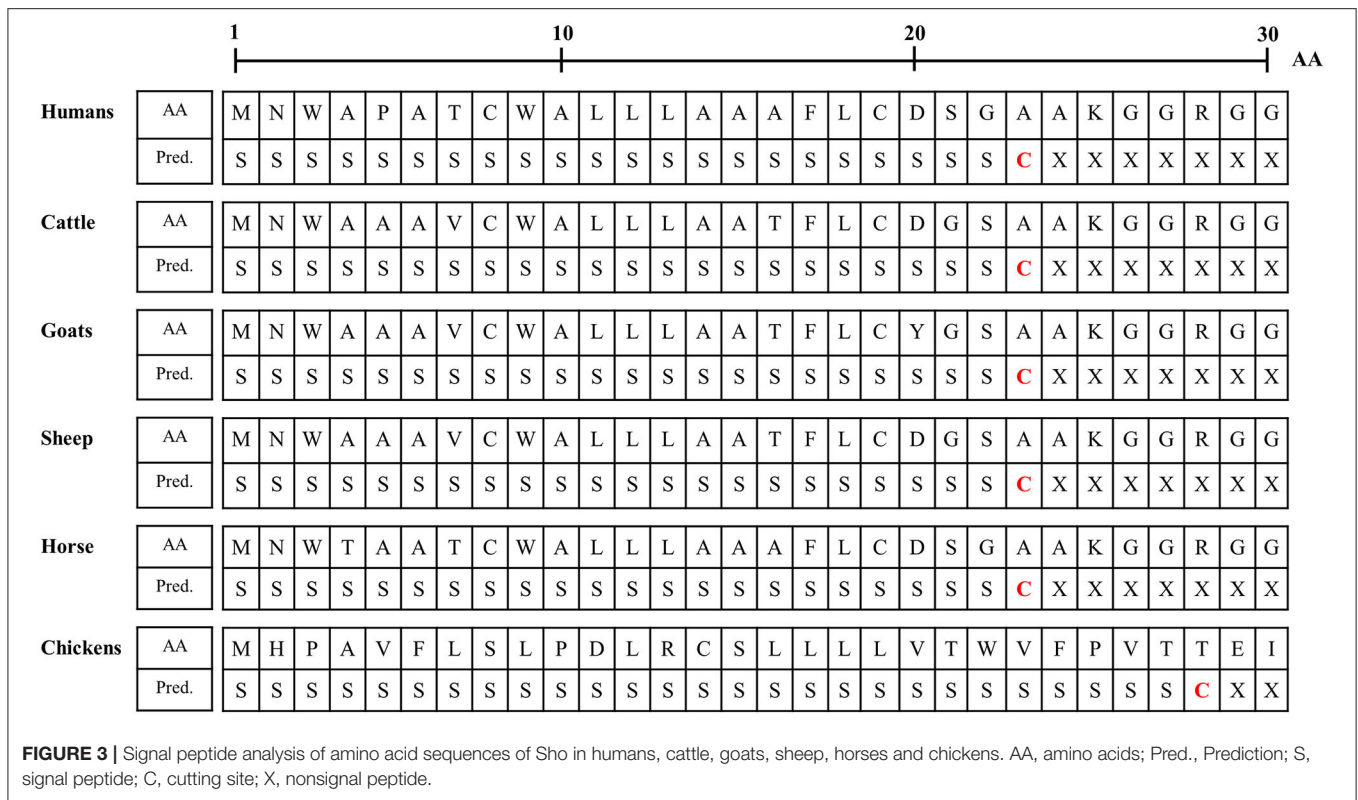 1 10 20 30
AA
Humans AA M N W A P A T C W A L L L A A A F L C D S G A A K G G R G G
Pred. S S S S S S S S S S S S S S S S S S S S S S C X X X X X X X
Cattle AA M N W A A A V C W A L L L A A T F L C D G S A A K G G R G G
Pred. S S S S S S S S S S S S S S S S S S S S S S C X X X X X X X
Goats AA M N W A A A V C W A L L L A A T F L C Y G S A A K G G R G G
Pred. S S S S S S S S S S S S S S S S S S S S S S C X X X X X X X
Sheep AA M N W A A A V C W A L L L A A T F L C D G S A A K G G R G G
Pred. S S S S S S S S S S S S S S S S S S S S S S C X X X X X X X
Horse AA M N W T A A T C W A L L L A A A F L C D S G A A K G G R G G
Pred. S S S S S S S S S S S S S S S S S S S S S S C X X X X X X X
Chickens AA M H P A V F L S L P D L R C S L L L L V T W V F P V T T E I
Pred. S S S S S S S S S S S S S S S S S S S S S S S S S S S C X X
FIGURE 3 | Signal peptide analysis of amino acid sequences of Sho in humans, cattle, goats, sheep, horses and chickens. AA, amino acids; Pred., Prediction; S,
signal peptide; C, cutting site; X, nonsignal peptide.